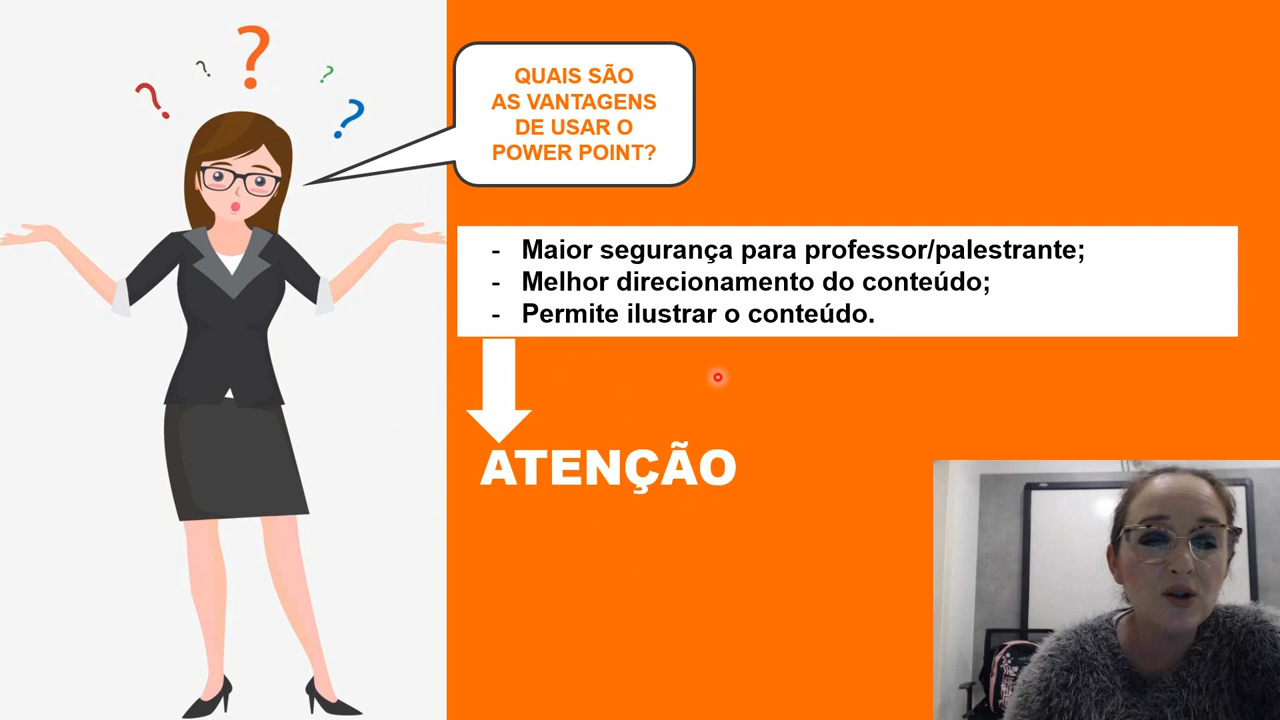 QUAIS SÃO
AS VANTAGENS
DE USAR O
POWER POINT?
- Maior segurança para professor/palestrante;
- Melhor direcionamento do conteúdo;
- Permite ilustrar o conteúdo.
ATENÇÃO